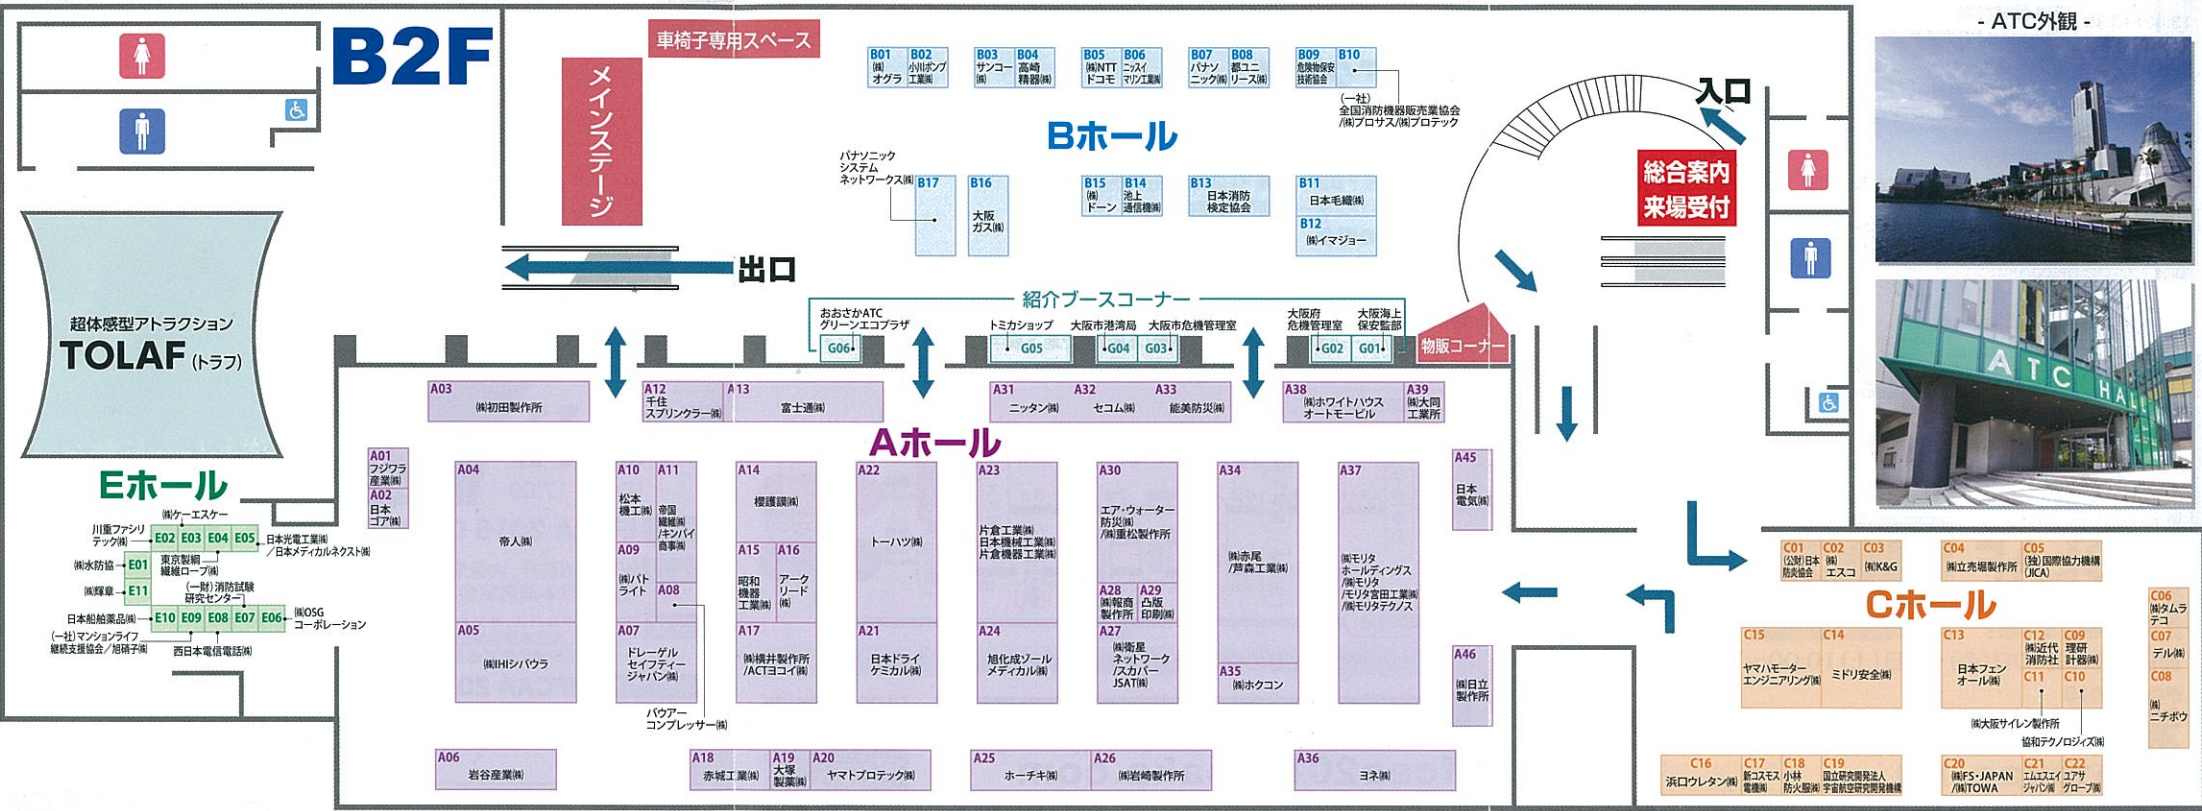 B2F
車椅子専用スペース
メインステージ
- ATC外観 -
B01
㈱
オグラ
B02
小川ポンプ
工業㈱
B03
サンコー
㈱
B04
高崎
精器㈱
B05
㈱NTT
ドコモ
B06
ニッスイ
マリン工業㈱
B07
パナソ
ニック㈱
B08
都ユニ
リース㈱
B09
危険物保安
技術協会
B10
(一社)
全国消防機器販売業協会
/㈱プロサス/㈱プロテック
入口
Bホール
総合案内
来場受付
パナソニック
システム
ネットワークス㈱
B17
B16
大阪
ガス㈱
B15
㈱
ドーン
B14
池上
通信機㈱
B13
日本消防
検定協会
B11
日本毛織㈱
B12
㈱イマジョー
出口
紹介ブースコーナー
おおさかATC
グリーンエコプラザ
G06
トミカショップ
G05
大阪市港湾局
G04
大阪市危機管理室
G03
大阪府
危機管理室
G02
大阪海上
保安監部
G01
物販コーナー
超体感型アトラクション
TOLAF (トラフ)
ATC HALL
Aホール
A03
㈱初田製作所
A12
千住
スプリンクラー㈱
A13
富士通㈱
A31
ニッタン㈱
A32
セコム㈱
A33
能美防災㈱
A38
㈱ホワイトハウス
オートモービル
A39
㈱大同
工業所
A01
フジワラ
産業㈱
A02
日本
ゴア㈱
A04
帝人㈱
A05
㈱IHIシバウラ
A10
松本
機工㈱
A11
帝国
繊維㈱
/キンパイ
商事㈱
A09
㈱パト
ライト
A08
バウアー
コンプレッサー㈱
A07
ドレーゲル
セイフティー
ジャパン㈱
A14
櫻護謨㈱
A15
昭和
機器
工業㈱
A16
アーク
リード
㈱
A17
㈱横井製作所
/ACTヨコイ㈱
A22
トーハツ㈱
A21
日本ドライ
ケミカル㈱
A23
片倉工業㈱
日本機械工業㈱
片倉機器工業㈱
A24
旭化成ゾール
メディカル㈱
A30
エア・ウォーター
防災㈱
/㈱重松製作所
A28
㈱報商
製作所
A29
凸版
印刷㈱
A27
㈱衛星
ネットワーク
/スカパー
JSAT㈱
A34
㈱赤尾
/芦森工業㈱
A35
㈱ホクコン
A37
㈱モリタ
ホールディングス
/㈱モリタ
/モリタ宮田工業㈱
/㈱モリタテクノス
A45
日本
電気㈱
A46
㈱日立
製作所
A06
岩谷産業㈱
A18
赤城工業㈱
A19
大塚
製薬㈱
A20
ヤマトプロテック㈱
A25
ホーチキ㈱
A26
㈱岩崎製作所
A36
ヨネ㈱
Eホール
㈱ケーエスケー
川重ファシリ
テック㈱
E02
E03
E04
E05
日本光電工業㈱
/日本メディカルネクスト㈱
㈱水防協
E01
東京製綱
繊維ロープ㈱
㈱輝章
E11
(一財)消防試験
研究センター
日本船舶薬品㈱
E10
E09
E08
E07
E06
㈱OSG
コーポレーション
(一社)マンションライフ
継続支援協会/旭硝子㈱
西日本電信電話㈱
Cホール
C01
(公財)日本
防炎協会
C02
㈱
エスコ
C03
㈲K&G
C04
㈱立売堀製作所
C05
(独)国際協力機構
(JICA)
C06
㈱タムラ
テコ
C07
デル㈱
C08
㈱
ニチボウ
C15
ヤマハモーター
エンジニアリング㈱
C14
ミドリ安全㈱
C13
日本フェン
オール㈱
C12
㈱近代
消防社
C09
理研
計器㈱
C11
㈱大阪サイレン製作所
C10
協和テクノロジィズ㈱
C16
浜口ウレタン㈱
C17
新コスモス
電機㈱
C18
小林
防火服㈱
C19
国立研究開発法人
宇宙航空研究開発機構
C20
㈱FS・JAPAN
/㈱TOWA
C21
エムエスエイ
ジャパン㈱
C22
ユアサ
グローブ㈱